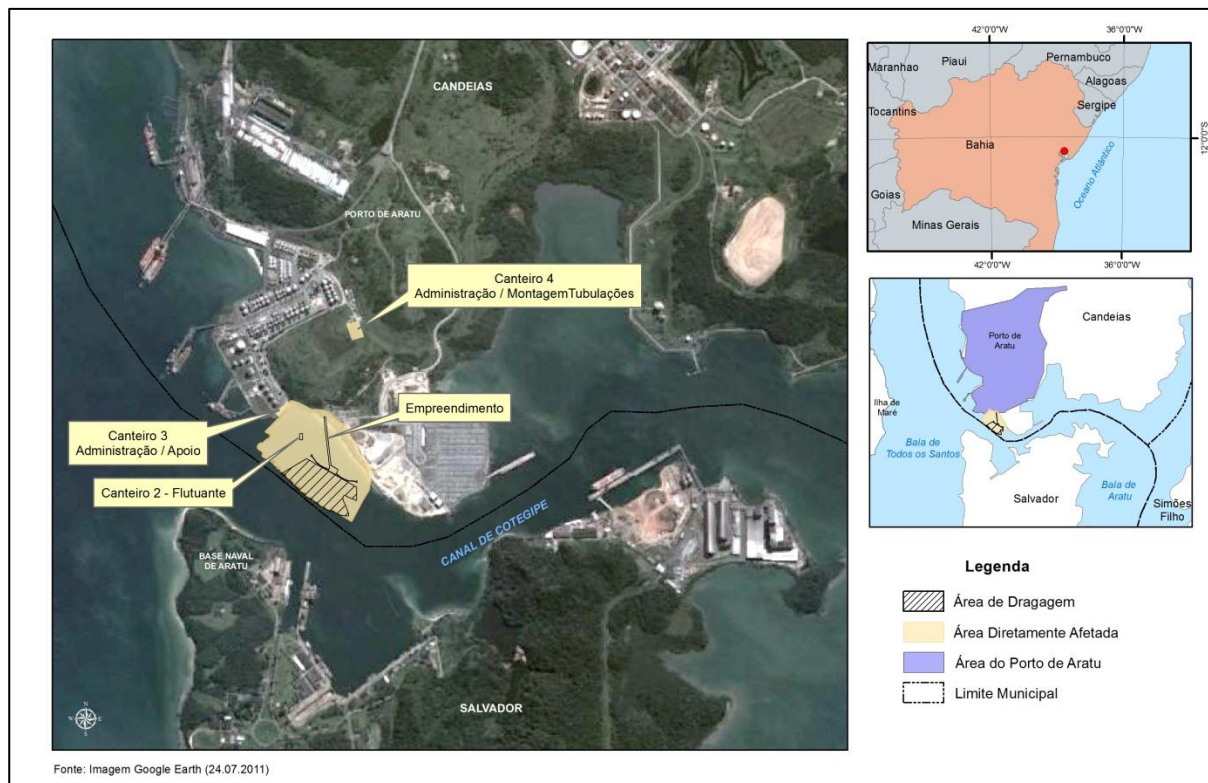 CANDEIAS
PORTO DE ARATU
Canteiro 4
Administração / MontagemTubulações
Empreendimento
Canteiro 3
Administração / Apoio
Canteiro 2 - Flutuante
CANAL DE COTEGIPE
BASE NAVAL
DE ARATU
SALVADOR
N
W
E
S
Fonte: Imagem Google Earth (24.07.2011)
42°0'0"W
36°0'0"W
Maranhao
Piaui
Pernambuco
Alagoas
Sergipe
Tocantins
Bahia
12°0'0"S
Oceano Atlântico
Goias
Minas Gerais
42°0'0"W
36°0'0"W
Porto de
Aratu
Candeias
Ilha de
Maré
Baía de
Todos os Santos
Salvador
Baía de
Aratu
Simões
Filho
Legenda
Área de Dragagem
Área Diretamente Afetada
Área do Porto de Aratu
Limite Municipal